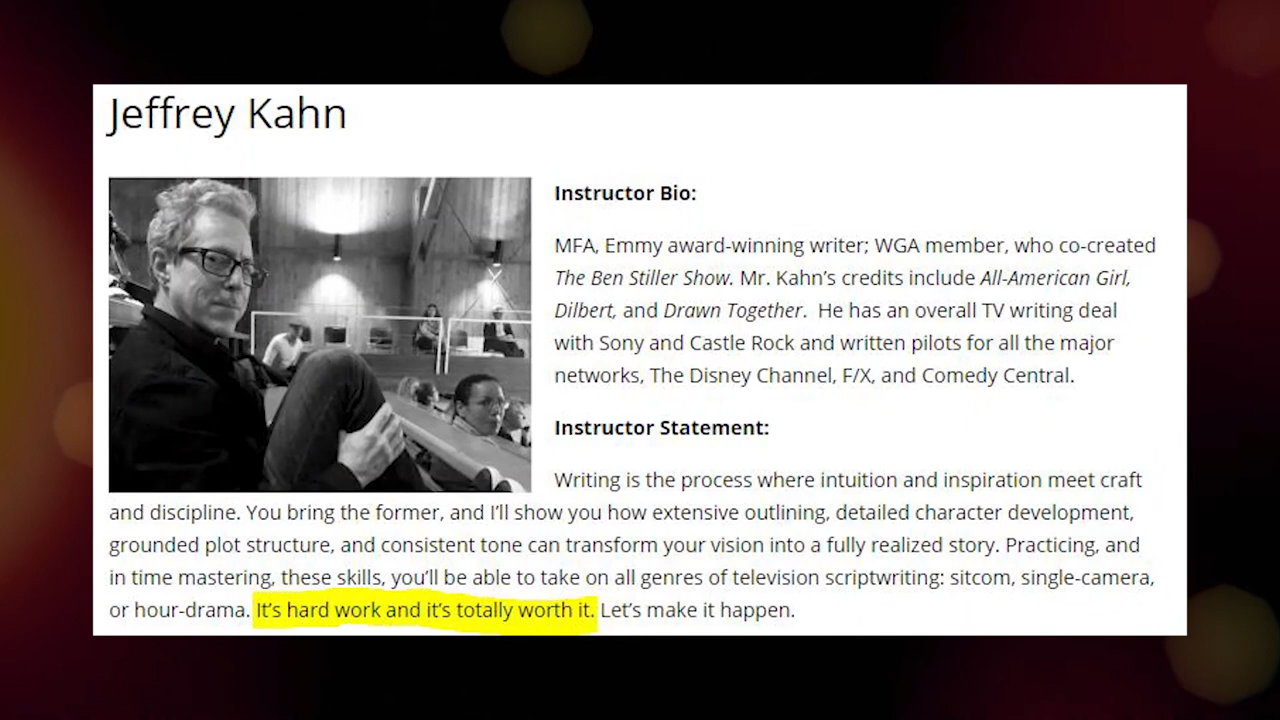 Jeffrey Kahn
Instructor Bio:
MFA, Emmy award-winning writer; WGA member, who co-created
The Ben Stiller Show. Mr. Kahn’s credits include All-American Girl,
Dilbert, and Drawn Together.  He has an overall TV writing deal
with Sony and Castle Rock and written pilots for all the major
networks, The Disney Channel, F/X, and Comedy Central.
Instructor Statement:
Writing is the process where intuition and inspiration meet craft
and discipline. You bring the former, and I’ll show you how extensive outlining, detailed character development,
grounded plot structure, and consistent tone can transform your vision into a fully realized story. Practicing, and
in time mastering, these skills, you’ll be able to take on all genres of television scriptwriting: sitcom, single-camera,
or hour-drama. It’s hard work and it’s totally worth it. Let’s make it happen.